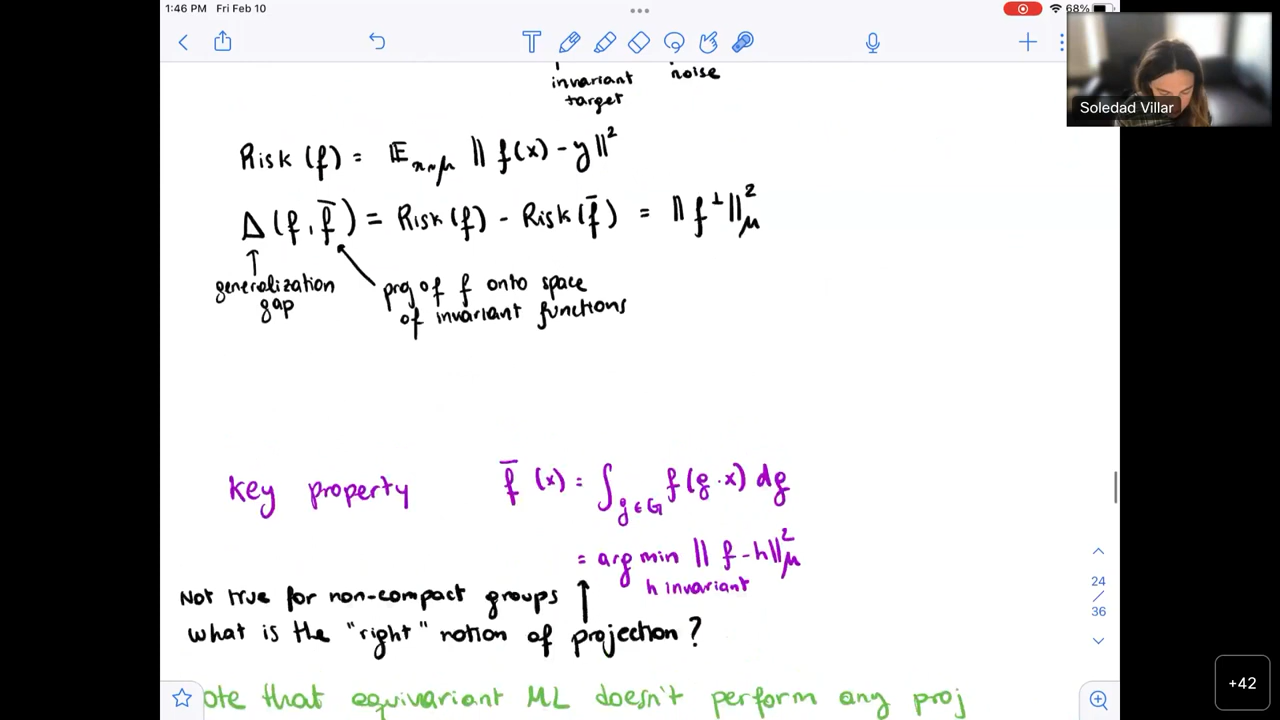 1:46 PM Fri Feb 10
68%
Soledad Villar
invariant target
noise
Risk (f) = 𝔼ₓ~μ ‖ f(x) - y ‖²
Δ (f, f̄) = Risk(f) - Risk(f̄) = ‖ f^⊥ ‖²_μ
generalization gap
proj of f onto space
of invariant functions
Key property f̄ (x) = ∫_{g∈G} f(g·x) dg
= arg min ‖ f-h ‖²_μ
h invariant
Not true for non-compact groups
what is the "right" notion of projection?
ote that equivariant ML doesn't perform any proj
24
/
36
+42